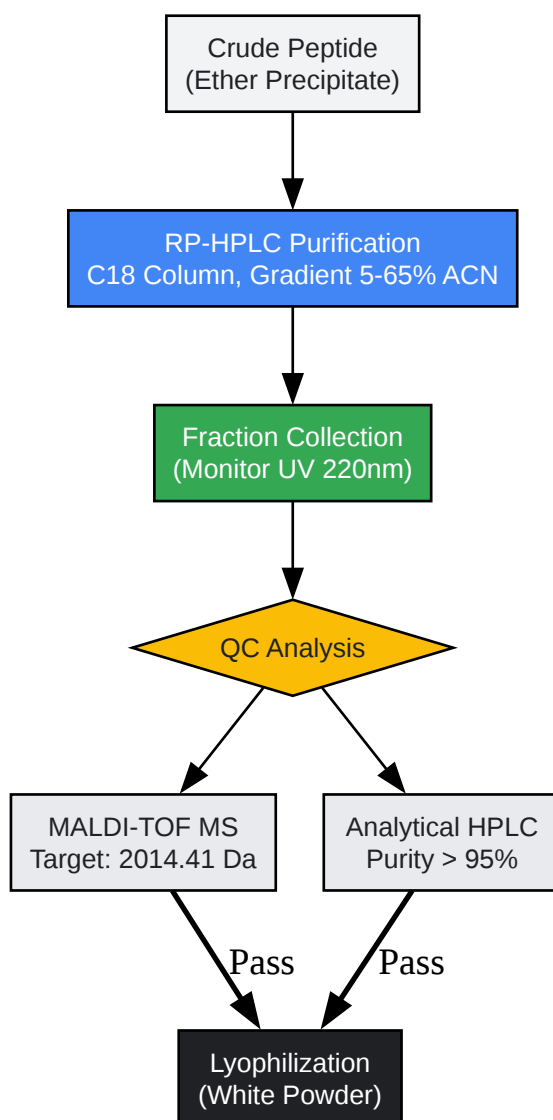 Crude Peptide
(Ether Precipitate)
RP-HPLC Purification
C18 Column, Gradient 5-65% ACN
Fraction Collection
(Monitor UV 220nm)
QC Analysis
MALDI-TOF MS
Target: 2014.41 Da
Analytical HPLC
Purity > 95%
Pass
Pass
Lyophilization
(White Powder)